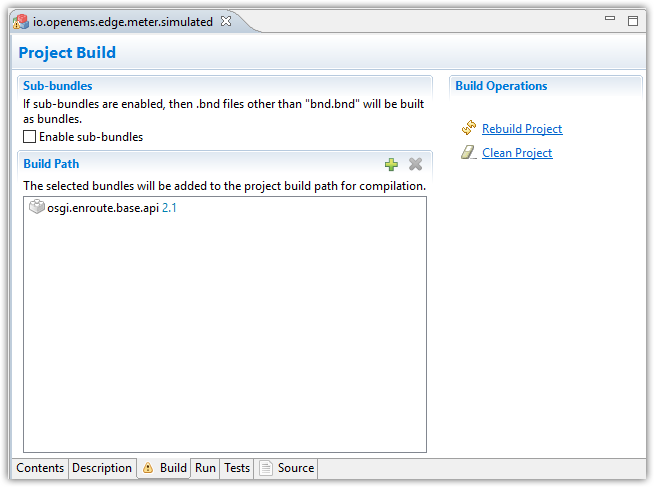 io.openems.edge.meter.simulated
Project Build
Sub-bundles
If sub-bundles are enabled, then .bnd files other than "bnd.bnd" will be built
as bundles.
Enable sub-bundles
Build Path
The selected bundles will be added to the project build path for compilation.
osgi.enroute.base.api 2.1
Build Operations
Rebuild Project
Clean Project
Contents Description Build Run Tests Source